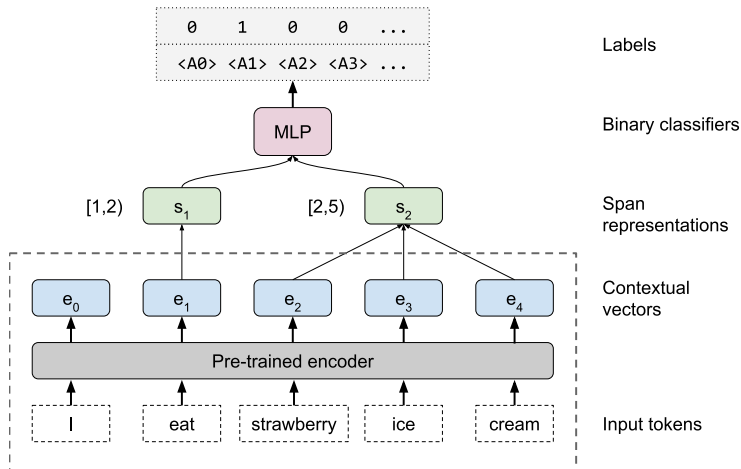 0 1 0 0 ...
Labels
<A0> <A1> <A2> <A3> ...
MLP
Binary classifiers
[1,2) s1 [2,5) s2
Span
representations
e0 e1 e2 e3 e4
Contextual
vectors
Pre-trained encoder
I eat strawberry ice cream
Input tokens